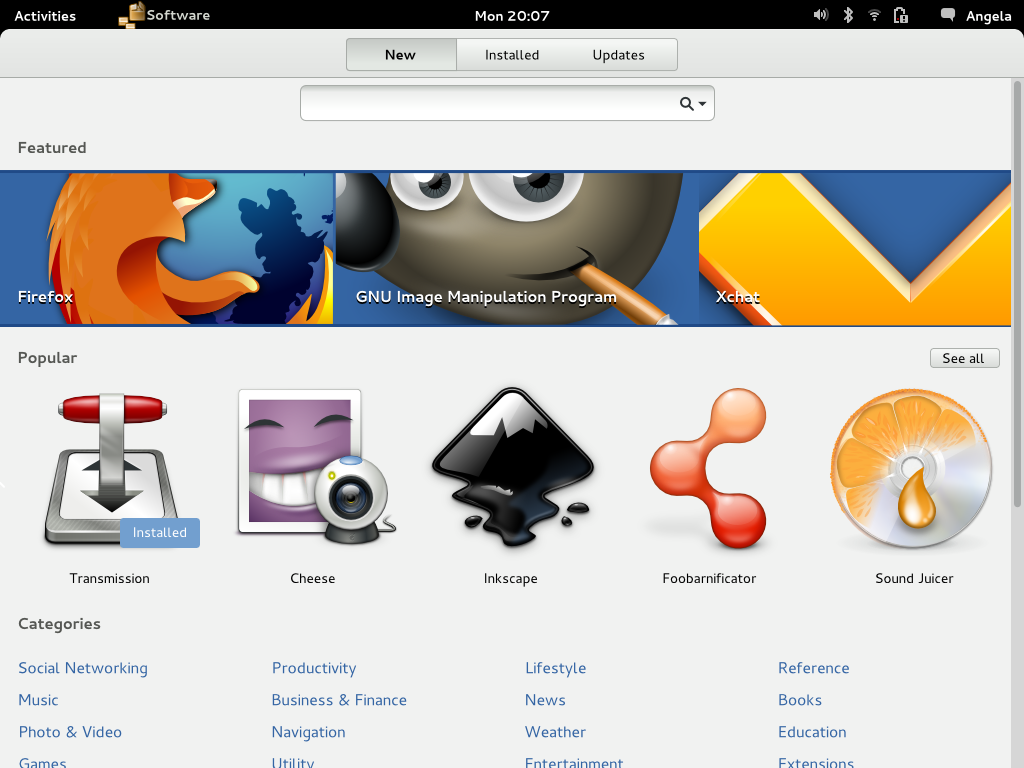 Activities Software Mon 20:07 Angela
New Installed Updates
Featured
Firefox GNU Image Manipulation Program Xchat
Popular See all
Installed
Transmission Cheese Inkscape Foobarnificator Sound Juicer
Categories
Social Networking Productivity Lifestyle Reference
Music Business & Finance News Books
Photo & Video Navigation Weather Education
Games Utility Entertainment Extensions